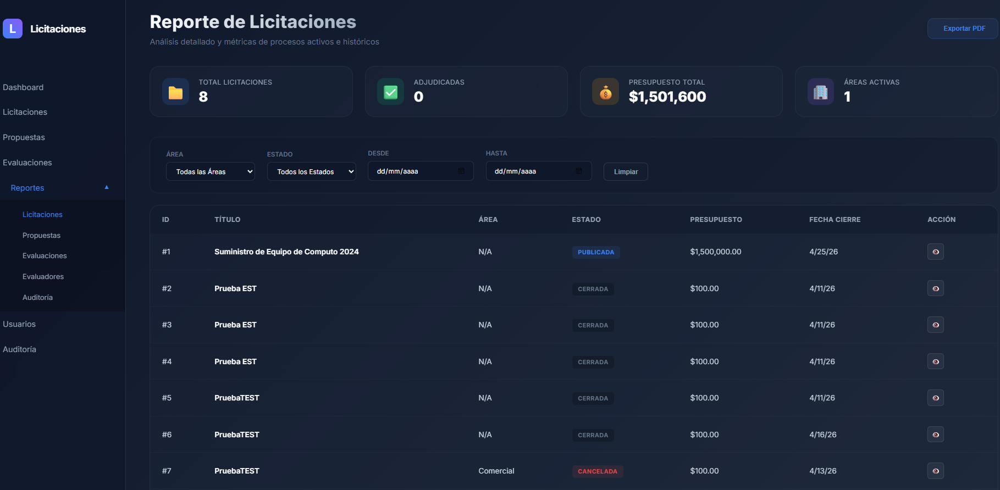 L Licitaciones
Dashboard
Licitaciones
Propuestas
Evaluaciones
Reportes
Licitaciones
Propuestas
Evaluaciones
Evaluadores
Auditoría
Usuarios
Auditoría
Reporte de Licitaciones
Análisis detallado y métricas de procesos activos e históricos
Exportar PDF
TOTAL LICITACIONES
8
ADJUDICADAS
0
PRESUPUESTO TOTAL
$1,501,600
ÁREAS ACTIVAS
1
ÁREA
Todas las Áreas
ESTADO
Todos los Estados
DESDE
dd/mm/aaaa
HASTA
dd/mm/aaaa
Limpiar
ID TÍTULO ÁREA ESTADO PRESUPUESTO FECHA CIERRE ACCIÓN
#1 Suministro de Equipo de Computo 2024 N/A PUBLICADA $1,500,000.00 4/25/26
#2 Prueba EST N/A CERRADA $100.00 4/11/26
#3 Prueba EST N/A CERRADA $100.00 4/11/26
#4 Prueba EST N/A CERRADA $100.00 4/11/26
#5 PruebaTEST N/A CERRADA $100.00 4/11/26
#6 PruebaTEST N/A CERRADA $100.00 4/16/26
#7 PruebaTEST Comercial CANCELADA $100.00 4/13/26